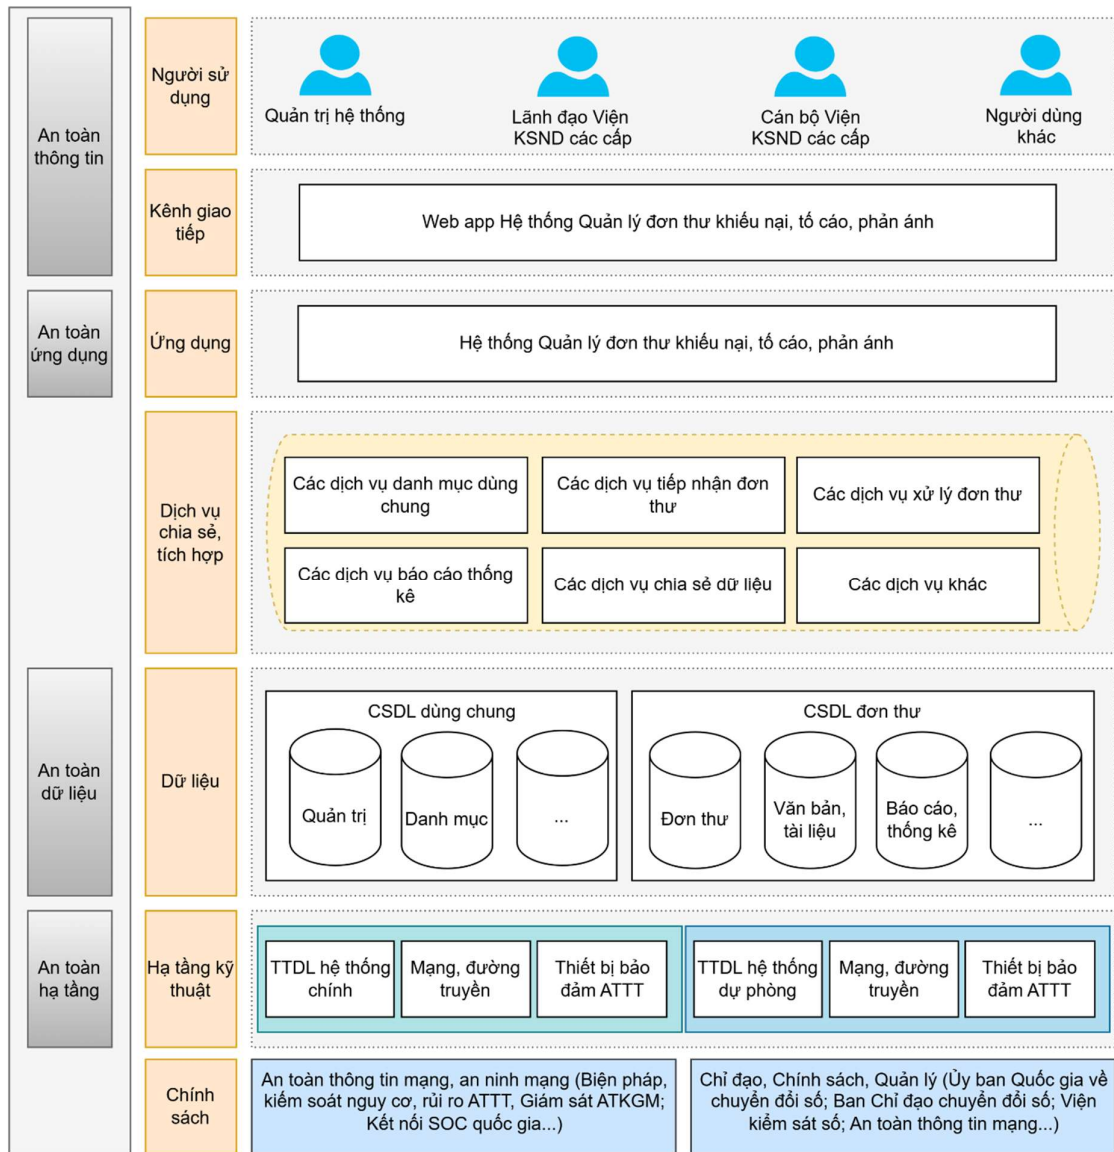 An toàn
thông tin
Người sử
dụng
Quản trị hệ thống
Lãnh đạo Viện
KSND các cấp
Cán bộ Viện
KSND các cấp
Người dùng
khác
Kênh giao
tiếp
Web app Hệ thống Quản lý đơn thư khiếu nại, tố cáo, phản ánh
An toàn
ứng dụng
Ứng dụng
Hệ thống Quản lý đơn thư khiếu nại, tố cáo, phản ánh
Dịch vụ
chia sẻ,
tích hợp
Các dịch vụ danh mục dùng
chung
Các dịch vụ tiếp nhận đơn
thư
Các dịch vụ xử lý đơn thư
Các dịch vụ báo cáo thống
kê
Các dịch vụ chia sẻ dữ liệu
Các dịch vụ khác
An toàn
dữ liệu
Dữ liệu
CSDL dùng chung
Quản trị
Danh mục
...
CSDL đơn thư
Đơn thư
Văn bản,
tài liệu
Báo cáo,
thống kê
...
An toàn
hạ tầng
Hạ tầng kỹ
thuật
TTDL hệ thống
chính
Mạng, đường
truyền
Thiết bị bảo
đảm ATTT
TTDL hệ thống
dự phòng
Mạng, đường
truyền
Thiết bị bảo
đảm ATTT
Chính
sách
An toàn thông tin mạng, an ninh mạng (Biện pháp,
kiểm soát nguy cơ, rủi ro ATTT, Giám sát ATKGM;
Kết nối SOC quốc gia...)
Chỉ đạo, Chính sách, Quản lý (Ủy ban Quốc gia về
chuyển đổi số; Ban Chỉ đạo chuyển đổi số; Viện
kiểm sát số; An toàn thông tin mạng...)